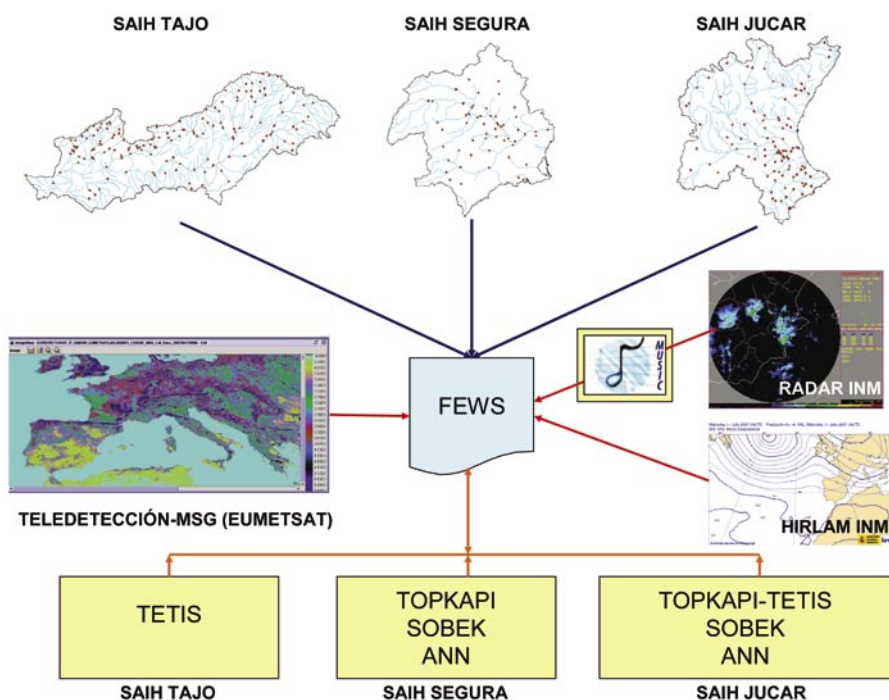 SAIH TAJO
SAIH SEGURA
SAIH JUCAR
MUSIC
RADAR INM
FEWS
HIRLAM INM
TELEDETECCIÓN-MSG (EUMETSAT)
TETIS
TOPKAPI
SOBEK
ANN
TOPKAPI-TETIS
SOBEK
ANN
SAIH TAJO
SAIH SEGURA
SAIH JUCAR